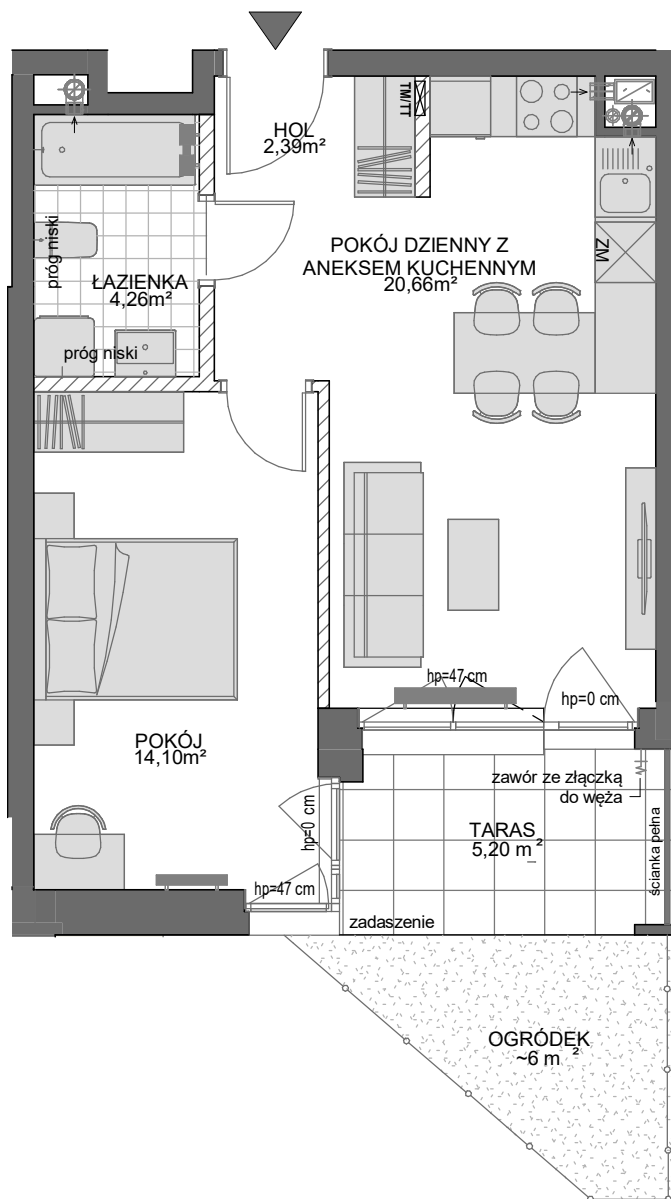 HOL
2,39m²
TM/TT
POKÓJ DZIENNY Z
ANEKSEM KUCHENNYM
20,66m²
ZM
próg niski
ŁAZIENKA
4,26m²
próg niski
hp=47 cm
hp=0 cm
POKÓJ
14,10m²
zawór ze złączką
do węża
hp=0 cm
TARAS
5,20 m²
ścianka pełna
hp=47 cm
zadaszenie
OGRÓDEK
~6 m²